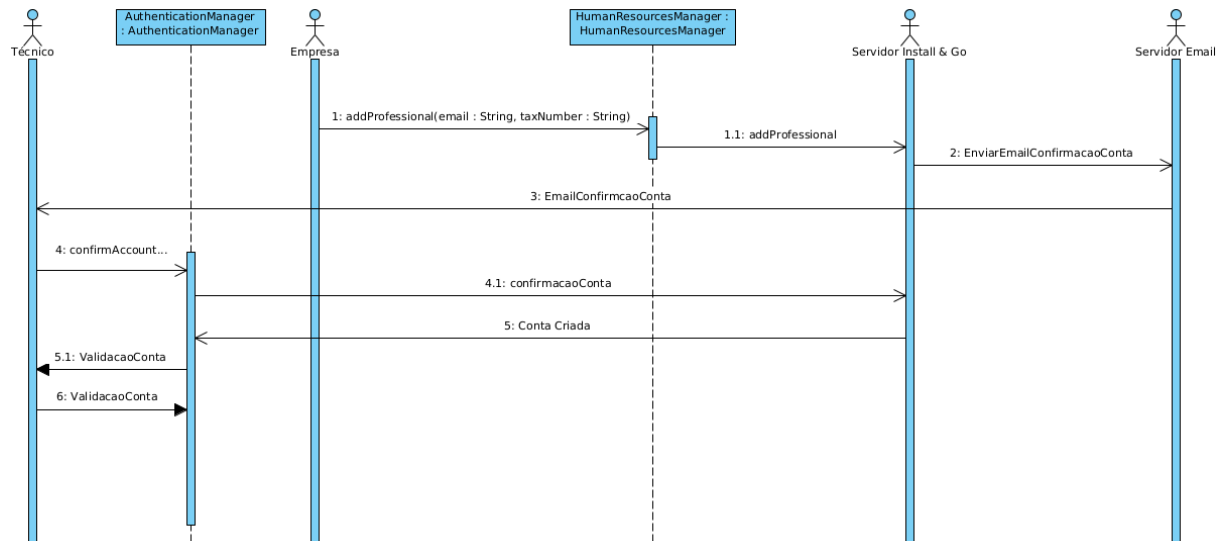 AuthenticationManager
: AuthenticationManager
HumanResourcesManager :
HumanResourcesManager
Técnico
Empresa
Servidor Install & Go
Servidor Email
1: addProfessional(email : String, taxNumber : String)
1.1: addProfessional
2: EnviarEmailConfirmacaoConta
3: EmailConfirmcaoConta
4: confirmAccount...
4.1: confirmacaoConta
5: Conta Criada
5.1: ValidacaoConta
6: ValidacaoConta